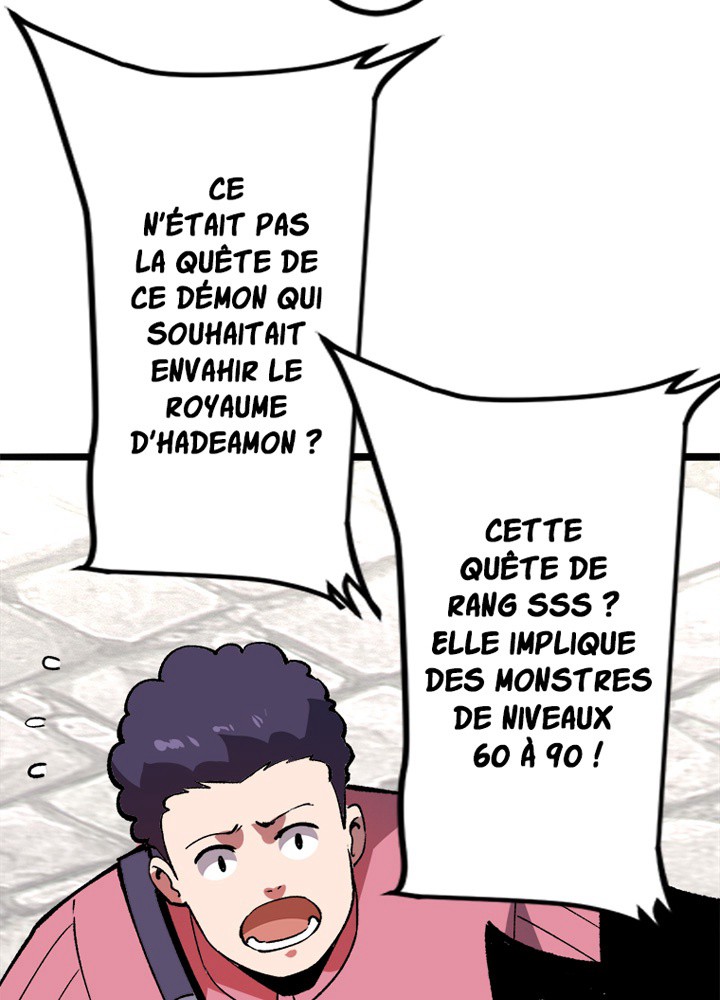 CE
N'ÉTAIT PAS
LA QUÊTE DE
CE DÉMON QUI
SOUHAITAIT
ENVAHIR LE
ROYAUME
D'HADEAMON ?
CETTE
QUÊTE DE
RANG SSS ?
ELLE IMPLIQUE
DES MONSTRES
DE NIVEAUX
60 À 90 !